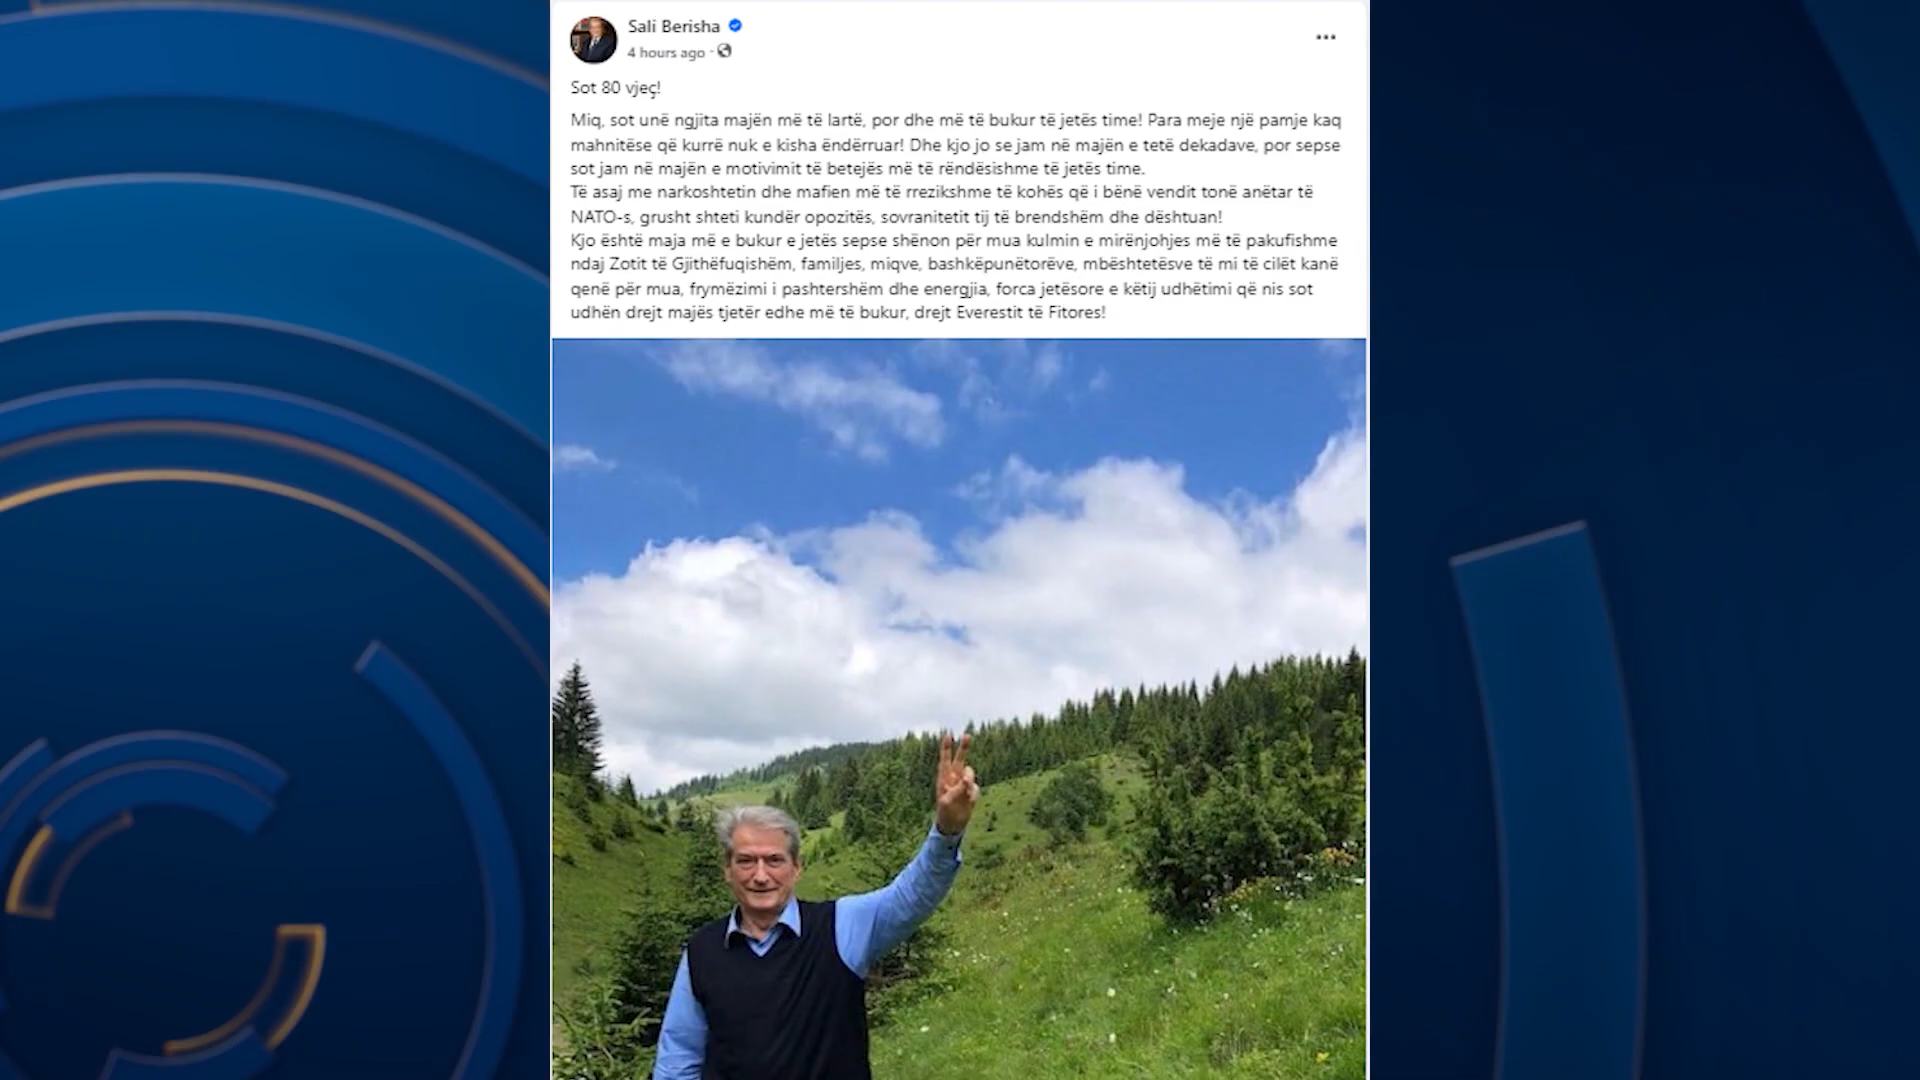 Sali Berisha
4 hours ago ·
Sot 80 vjeç!
Miq, sot unë ngjita majën më të lartë, por dhe më të bukur të jetës time! Para meje një pamje kaq
mahnitëse që kurrë nuk e kisha ëndërruar! Dhe kjo jo se jam në majën e tetë dekadave, por sepse
sot jam në majën e motivimit të betejës më të rëndësishme të jetës time.
Të asaj me narkoshtetin dhe mafien më të rrezikshme të kohës që i bënë vendit tonë anëtar të
NATO-s, grusht shteti kundër opozitës, sovranitetit tij të brendshëm dhe dështuan!
Kjo është maja më e bukur e jetës sepse shënon për mua kulmin e mirënjohjes më të pakufishme
ndaj Zotit të Gjithëfuqishëm, familjes, miqve, bashkëpunëtorëve, mbështetësve të mi të cilët kanë
qenë për mua, frymëzimi i pashtershëm dhe energjia, forca jetësore e këtij udhëtimi që nis sot
udhën drejt majës tjetër edhe më të bukur, drejt Everestit të Fitores!